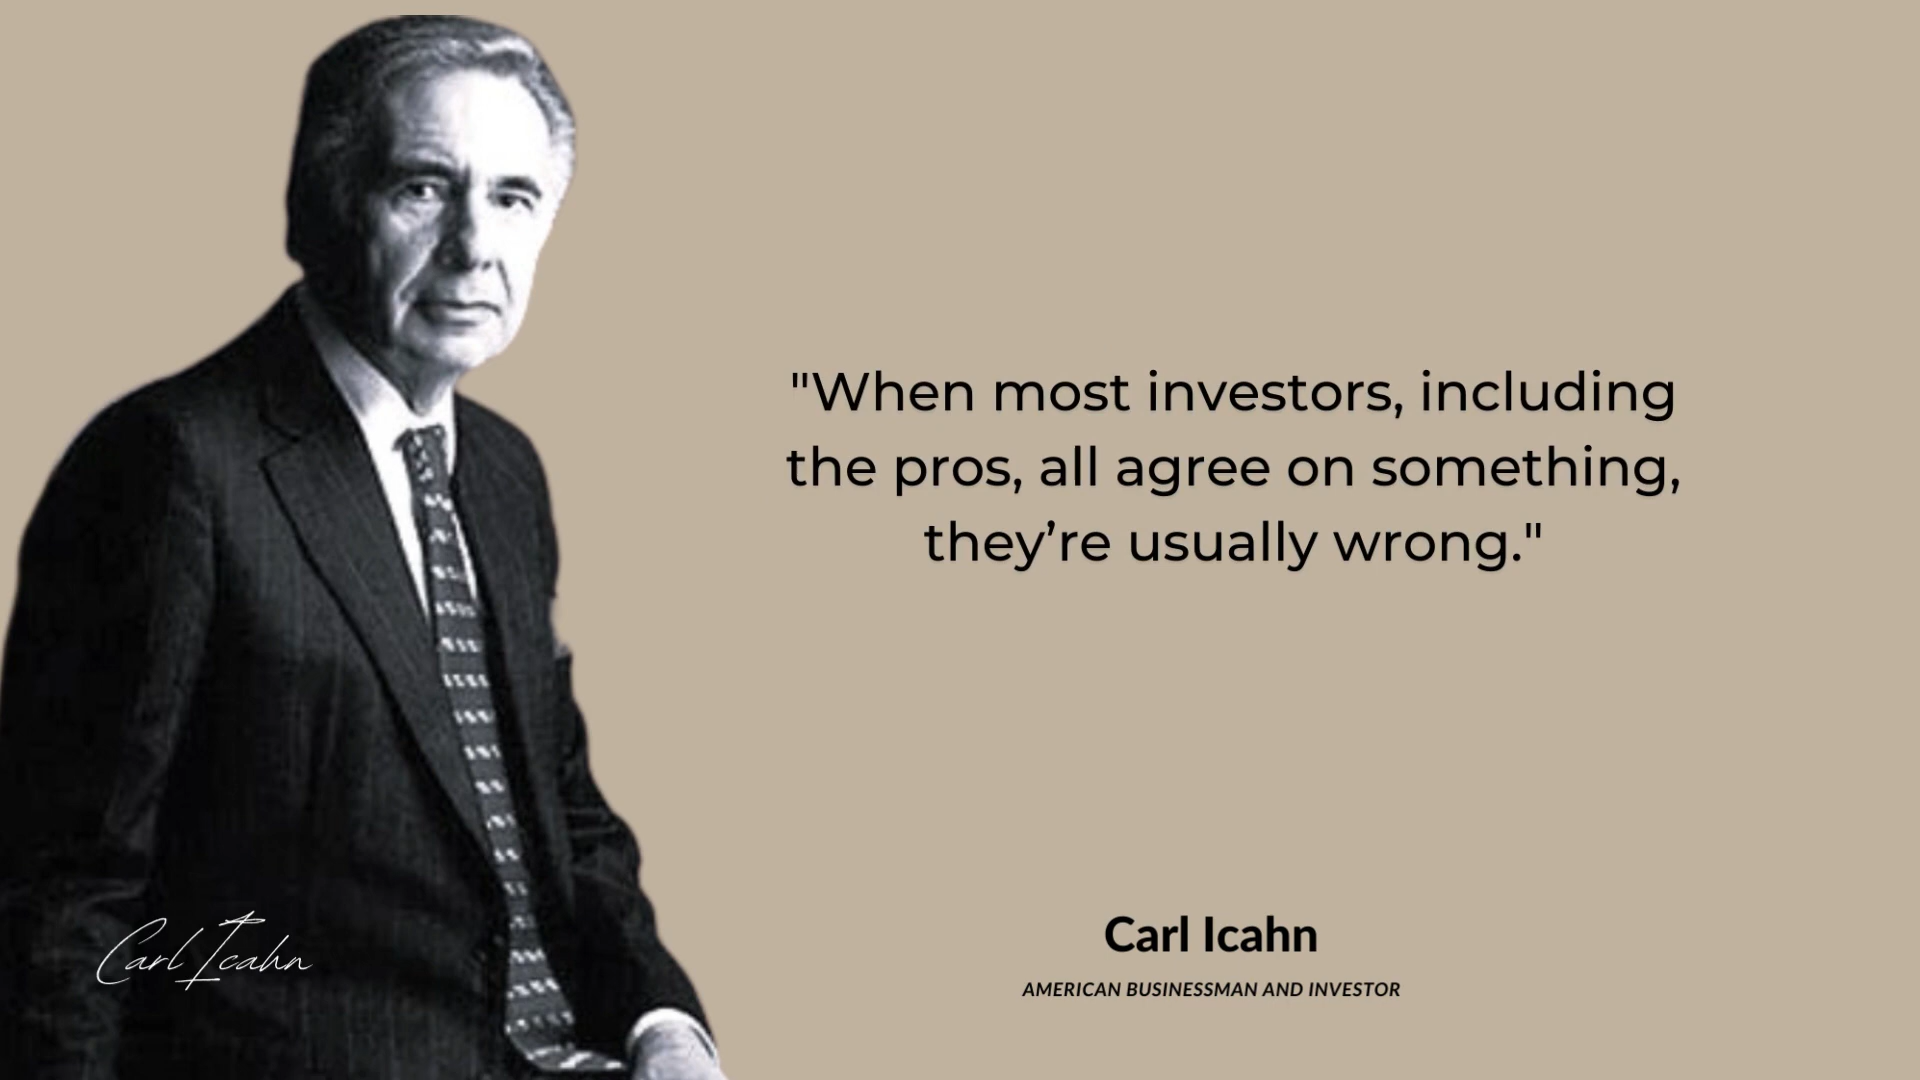 "When most investors, including
the pros, all agree on something,
they’re usually wrong."
Carl Icahn
Carl Icahn
AMERICAN BUSINESSMAN AND INVESTOR